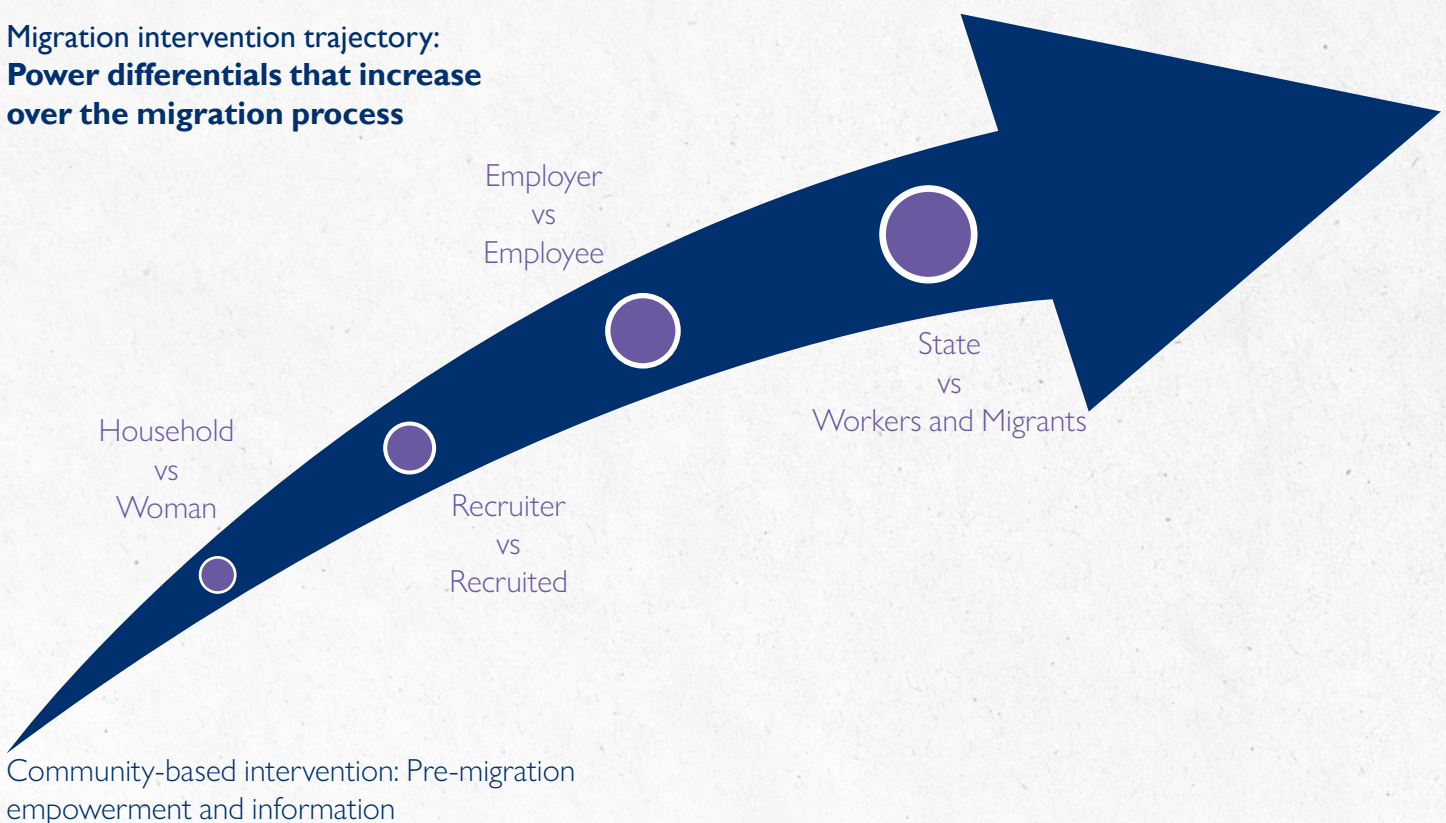 Migration intervention trajectory:
Power differentials that increase
over the migration process
Employer
vs
Employee
State
vs
Workers and Migrants
Household
vs
Woman
Recruiter
vs
Recruited
Community-based intervention: Pre-migration
empowerment and information